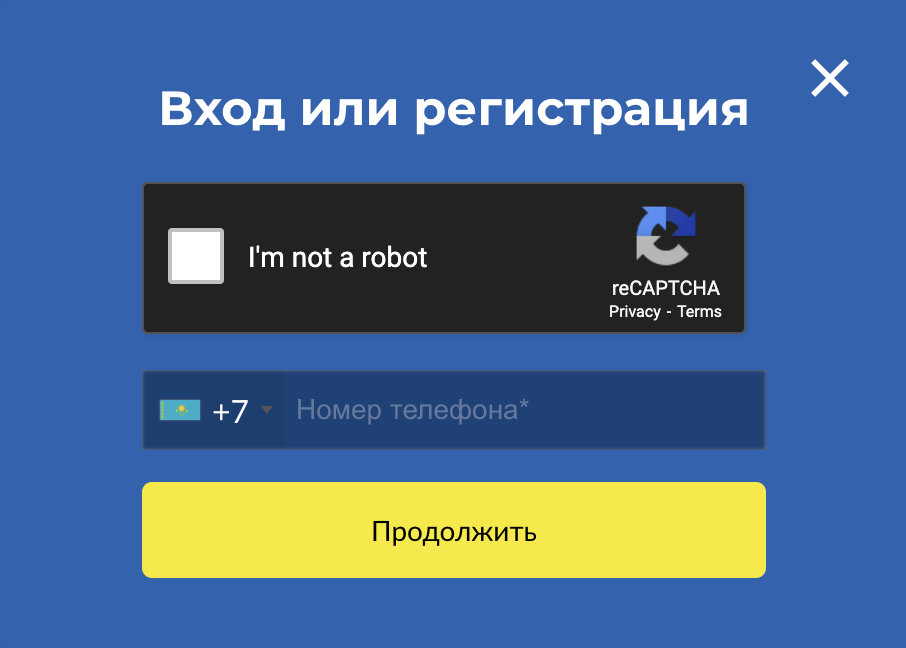 Вход или регистрация
I'm not a robot
reCAPTCHA
Privacy - Terms
+7 Номер телефона*
Продолжить